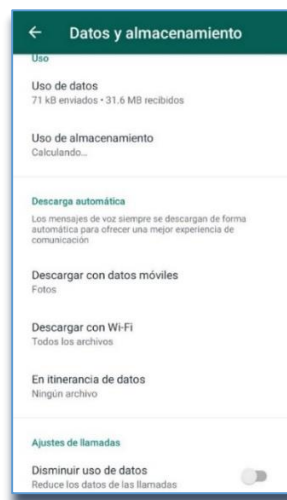 Datos y almacenamiento
Uso
Uso de datos
71 kB enviados • 31.6 MB recibidos
Uso de almacenamiento
Calculando...
Descarga automática
Los mensajes de voz siempre se descargan de forma
automática para ofrecer una mejor experiencia de
comunicación
Descargar con datos móviles
Fotos
Descargar con Wi-Fi
Todos los archivos
En itinerancia de datos
Ningún archivo
Ajustes de llamadas
Disminuir uso de datos
Reduce los datos de las llamadas